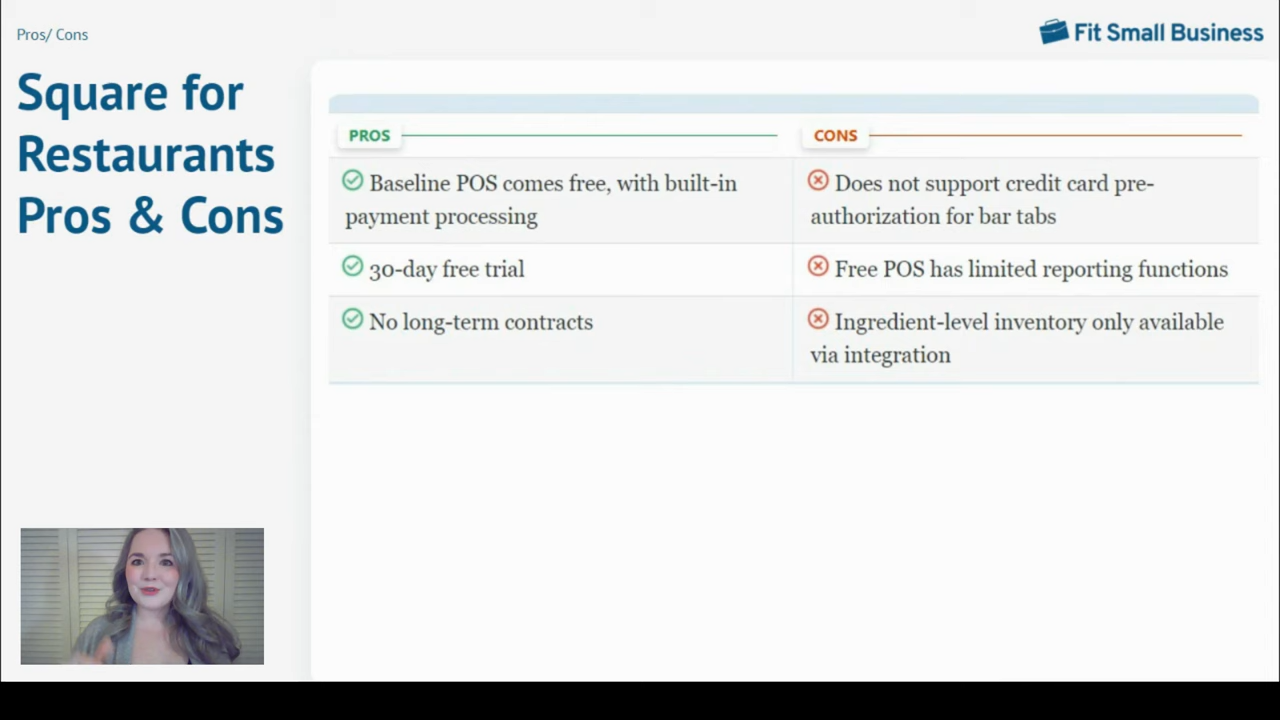 Pros/ Cons
Fit Small Business
Square for
Restaurants
Pros & Cons
PROS
CONS
Baseline POS comes free, with built-in
payment processing
Does not support credit card pre-
authorization for bar tabs
30-day free trial
Free POS has limited reporting functions
No long-term contracts
Ingredient-level inventory only available
via integration